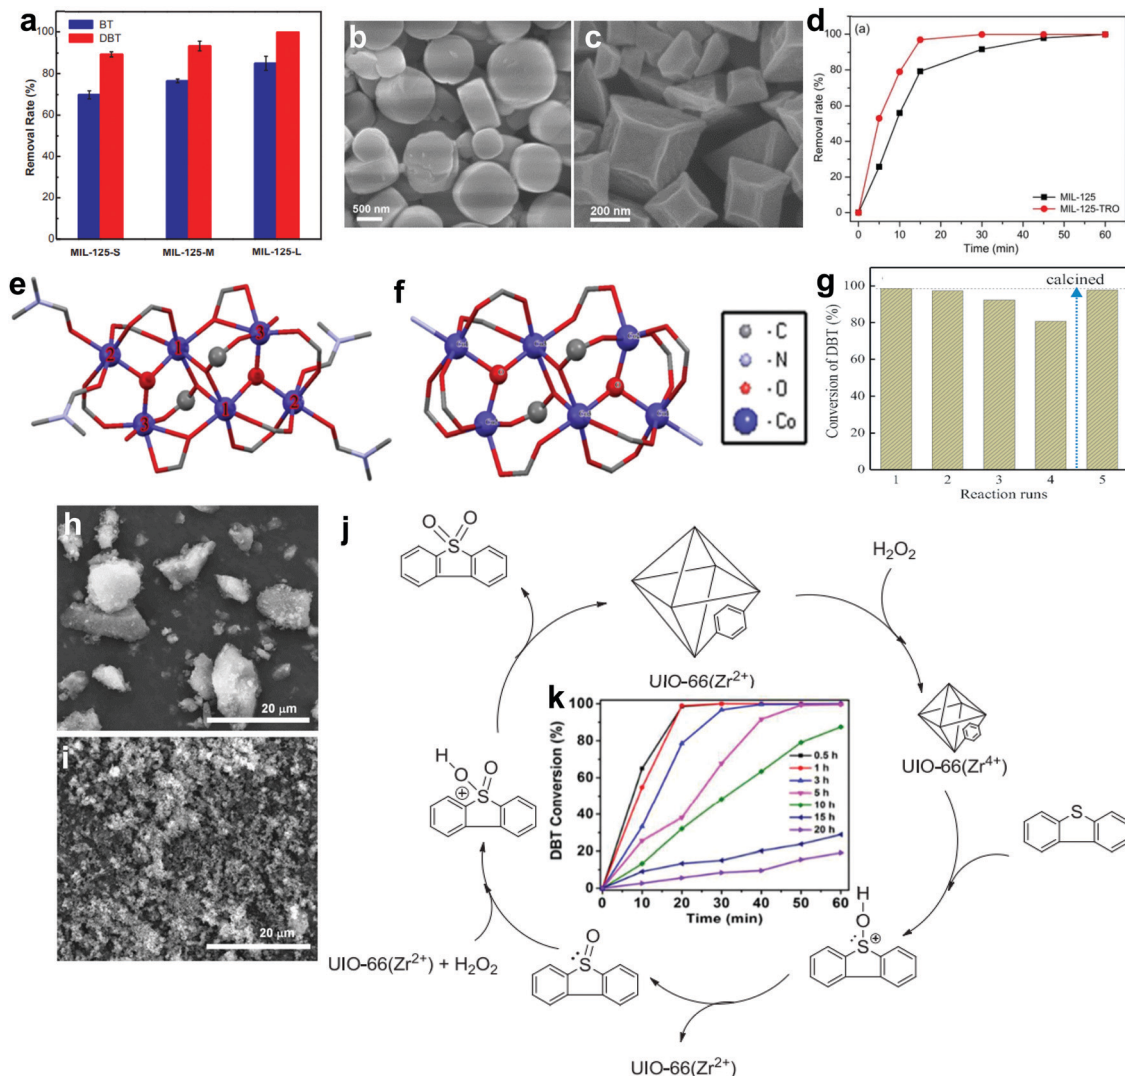 a
BT
DBT
Removal Rate (%)
100
80
60
40
20
0
MIL-125-S
MIL-125-M
MIL-125-L
b
500 nm
c
200 nm
d
(a)
Removal rate (%)
100
80
60
40
20
0
MIL-125
MIL-125-TRO
0 10 20 30 40 50 60
Time (min)
e
2
1
3
3
1
2
f
C
N
O
Co
g
calcined
Conversion of DBT (%)
100
80
60
40
20
0
1 2 3 4 5
Reaction runs
h
20 μm
i
20 μm
j
O
O
S
UIO-66(Zr²⁺)
H₂O₂
UIO-66(Zr⁴⁺)
S
H
O
S
+
UIO-66(Zr²⁺)
O
S
UIO-66(Zr²⁺) + H₂O₂
H
O
O
S
+
k
DBT Conversion (%)
100
80
60
40
20
0
0.5 h
1 h
3 h
5 h
10 h
15 h
20 h
0 10 20 30 40 50 60
Time (min)